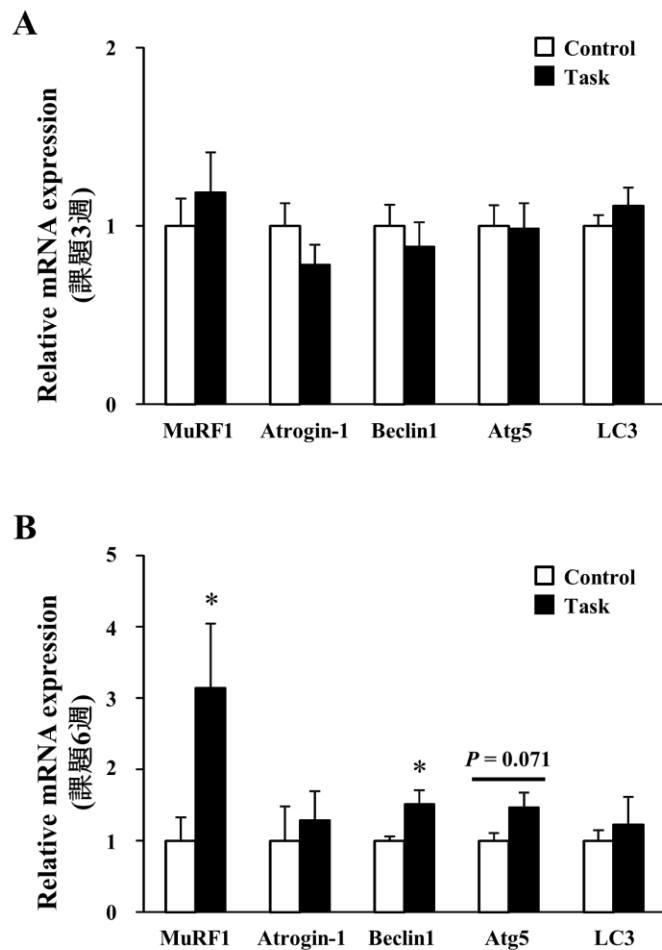 A
2
1
0
Relative mRNA expression
(課題3週)
Control
Task
MuRF1 Atrogin-1 Beclin1 Atg5 LC3
B
5
4
3
2
1
0
Relative mRNA expression
(課題6週)
Control
Task
*
*
P = 0.071
MuRF1 Atrogin-1 Beclin1 Atg5 LC3